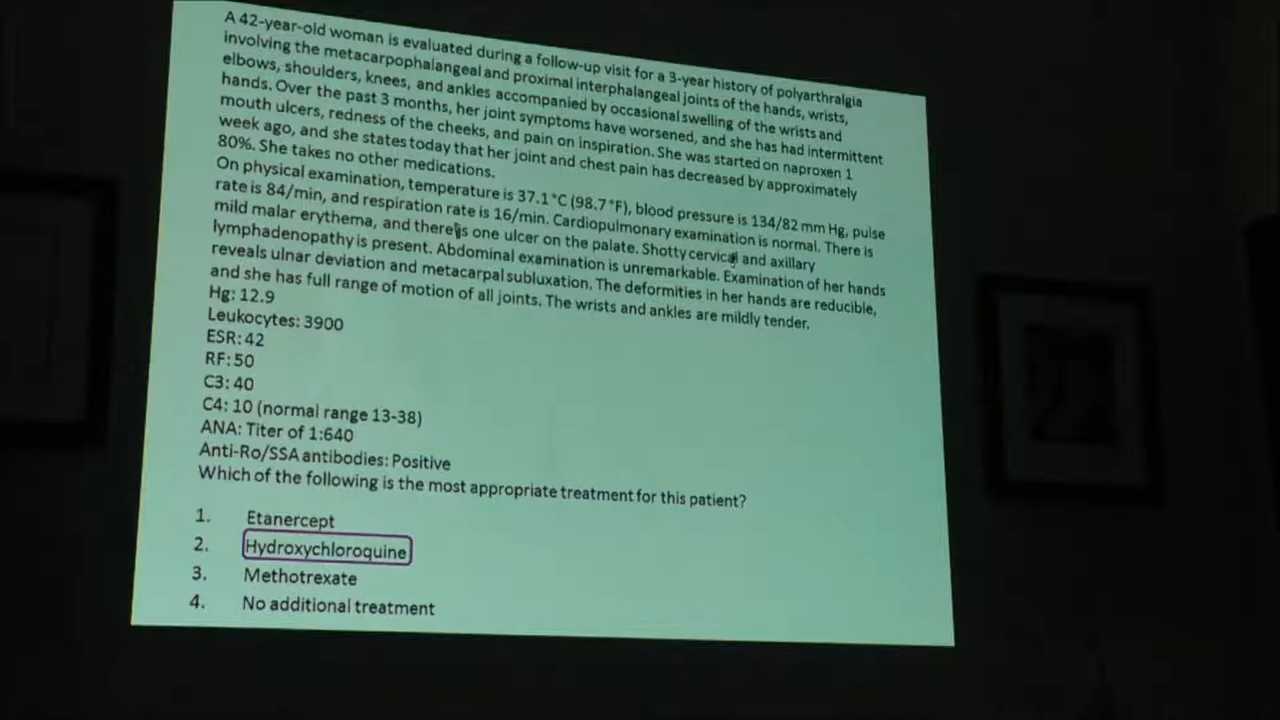 A 42-year-old woman is evaluated during a follow-up visit for a 3-year history of polyarthralgia
involving the metacarpophalangeal and proximal interphalangeal joints of the hands, wrists,
elbows, shoulders, knees, and ankles accompanied by occasional swelling of the wrists and
hands. Over the past 3 months, her joint symptoms have worsened, and she has had intermittent
mouth ulcers, redness of the cheeks, and pain on inspiration. She was started on naproxen 1
week ago, and she states today that her joint and chest pain has decreased by approximately
80%. She takes no other medications.
On physical examination, temperature is 37.1 °C (98.7 °F), blood pressure is 134/82 mm Hg, pulse
rate is 84/min, and respiration rate is 16/min. Cardiopulmonary examination is normal. There is
mild malar erythema, and there is one ulcer on the palate. Shotty cervical and axillary
lymphadenopathy is present. Abdominal examination is unremarkable. Examination of her hands
reveals ulnar deviation and metacarpal subluxation. The deformities in her hands are reducible,
and she has full range of motion of all joints. The wrists and ankles are mildly tender.
Hg: 12.9
Leukocytes: 3900
ESR: 42
RF: 50
C3: 40
C4: 10 (normal range 13-38)
ANA: Titer of 1:640
Anti-Ro/SSA antibodies: Positive
Which of the following is the most appropriate treatment for this patient?
1. Etanercept
2. Hydroxychloroquine
3. Methotrexate
4. No additional treatment